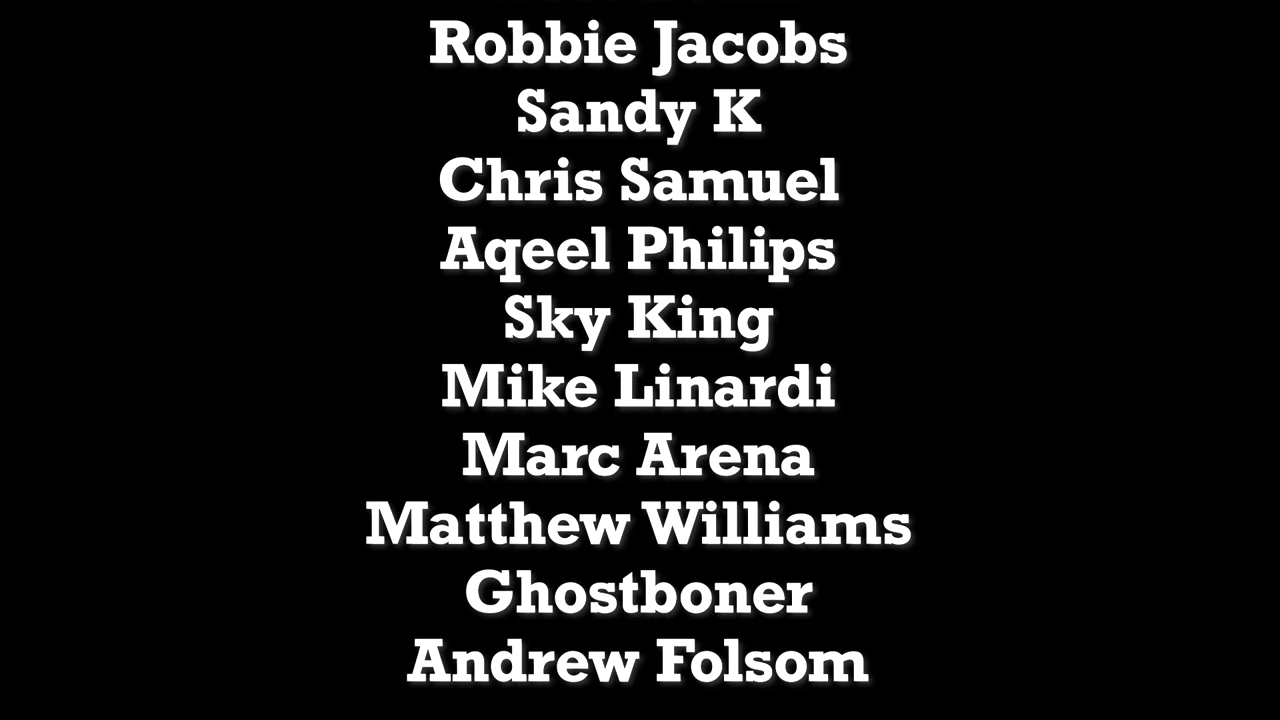 Robbie Jacobs
Sandy K
Chris Samuel
Aqeel Philips
Sky King
Mike Linardi
Marc Arena
Matthew Williams
Ghostboner
Andrew Folsom